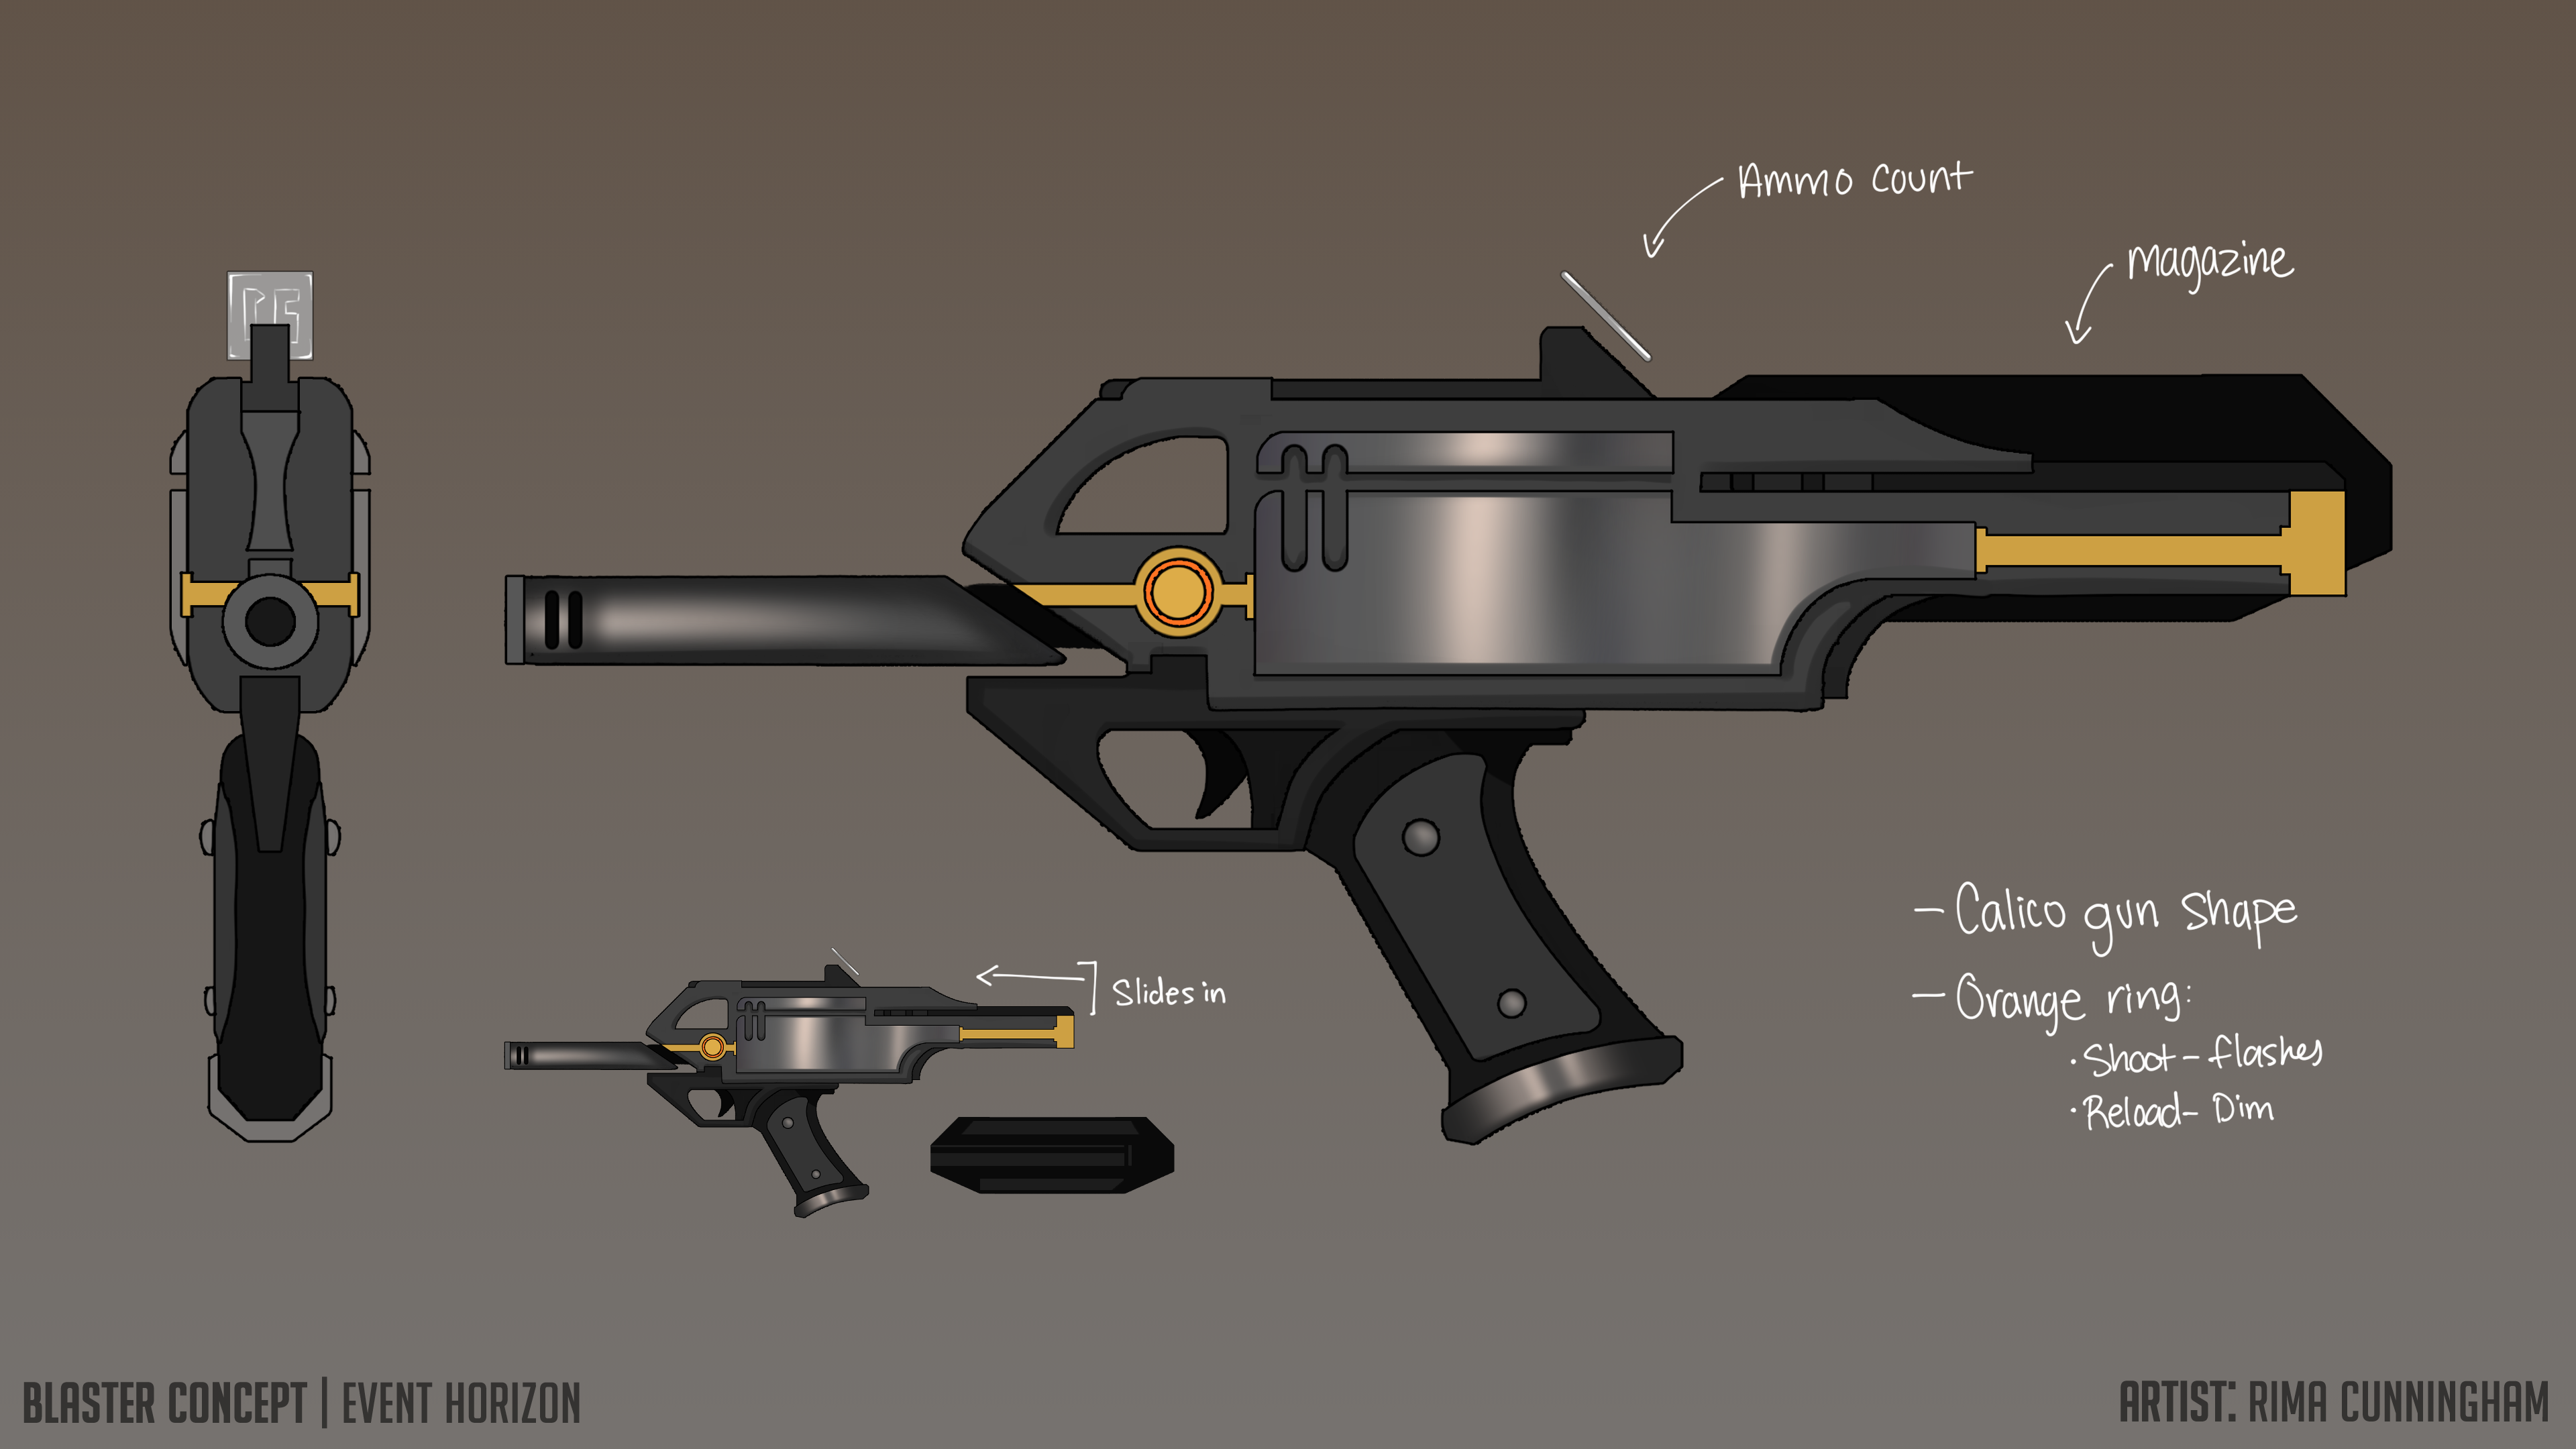 Ammo count
magazine
- Calico gun shape
- Orange ring:
• Shoot - flashes
• Reload - Dim
Slides in
BLASTER CONCEPT | EVENT HORIZON
ARTIST: RIMA CUNNINGHAM